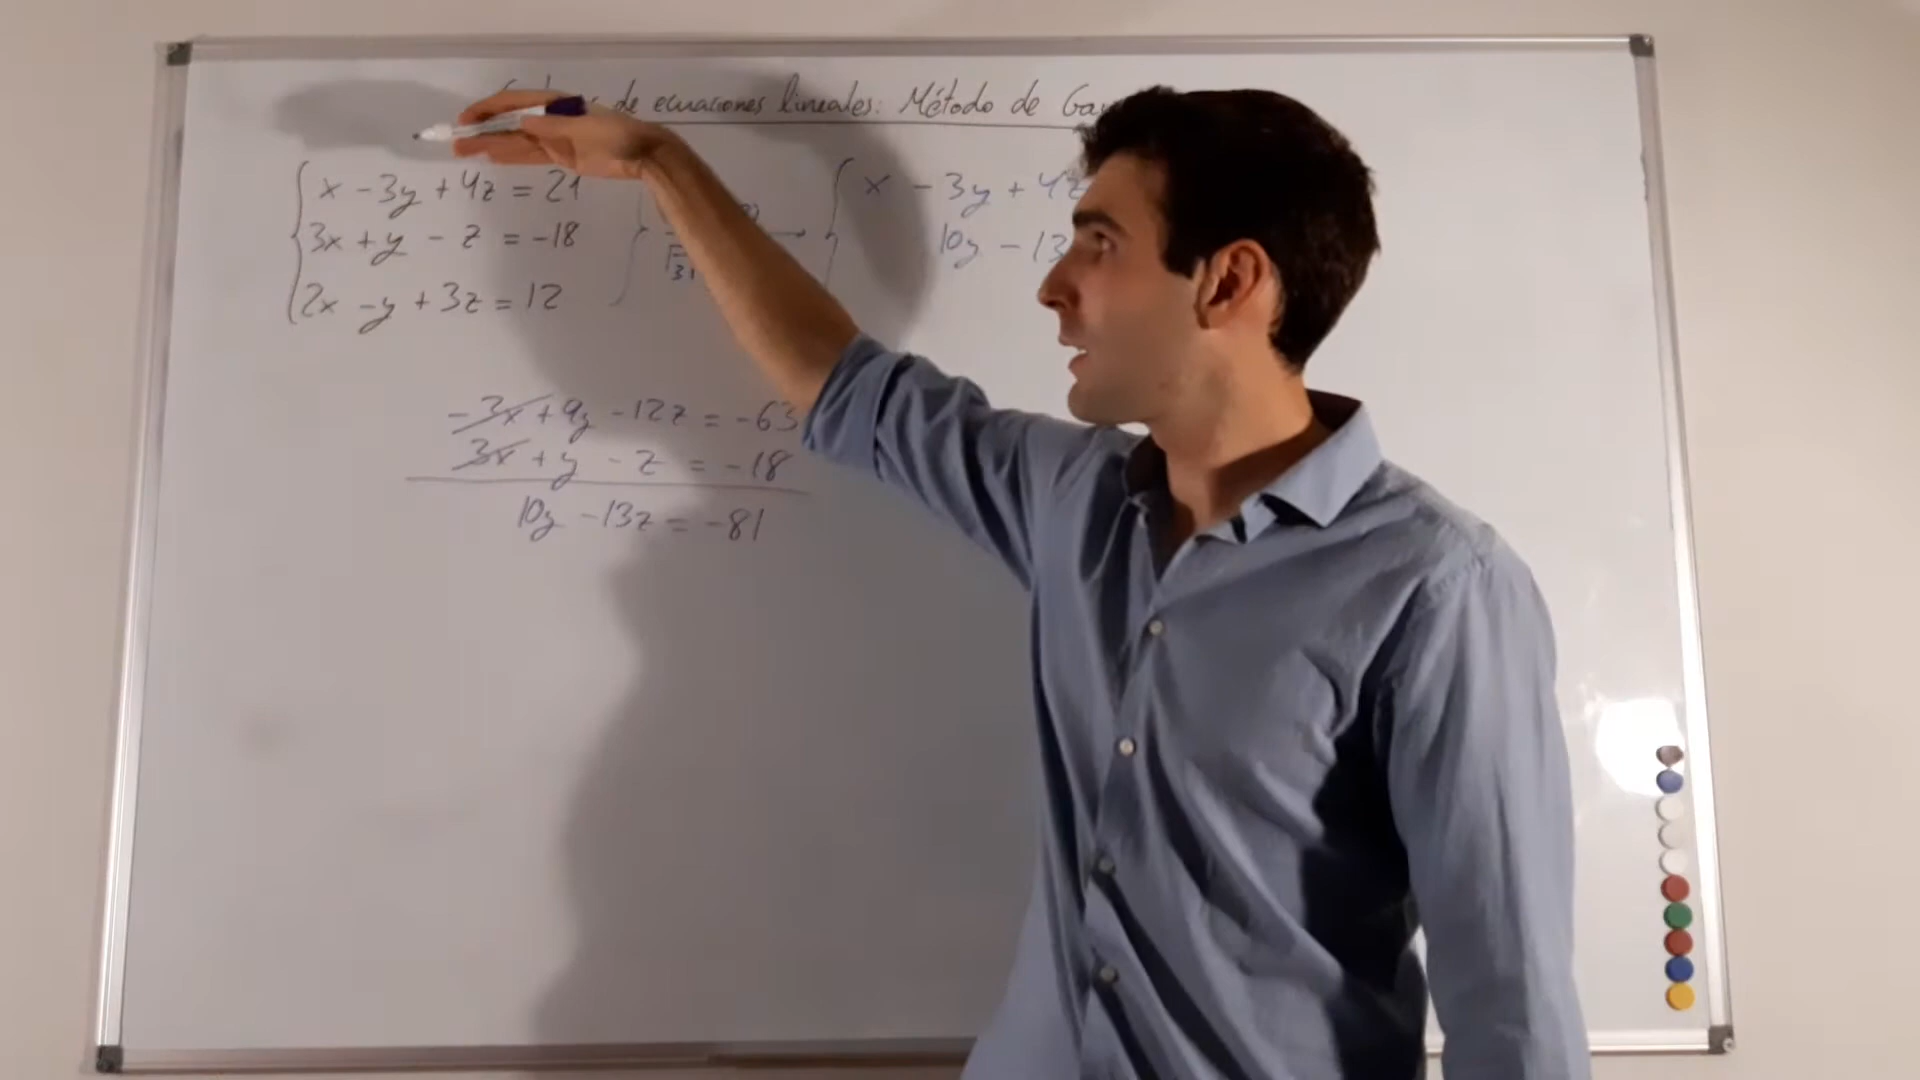 de ecuaciones lineales: Método de
x - 3y + 4z = 21
3x + y - z = -18
2x - y + 3z = 12
x - 3y + 4z
10y - 13
-3x + 9y - 12z = -63
3x + y - z = -18
10y - 13z = -81